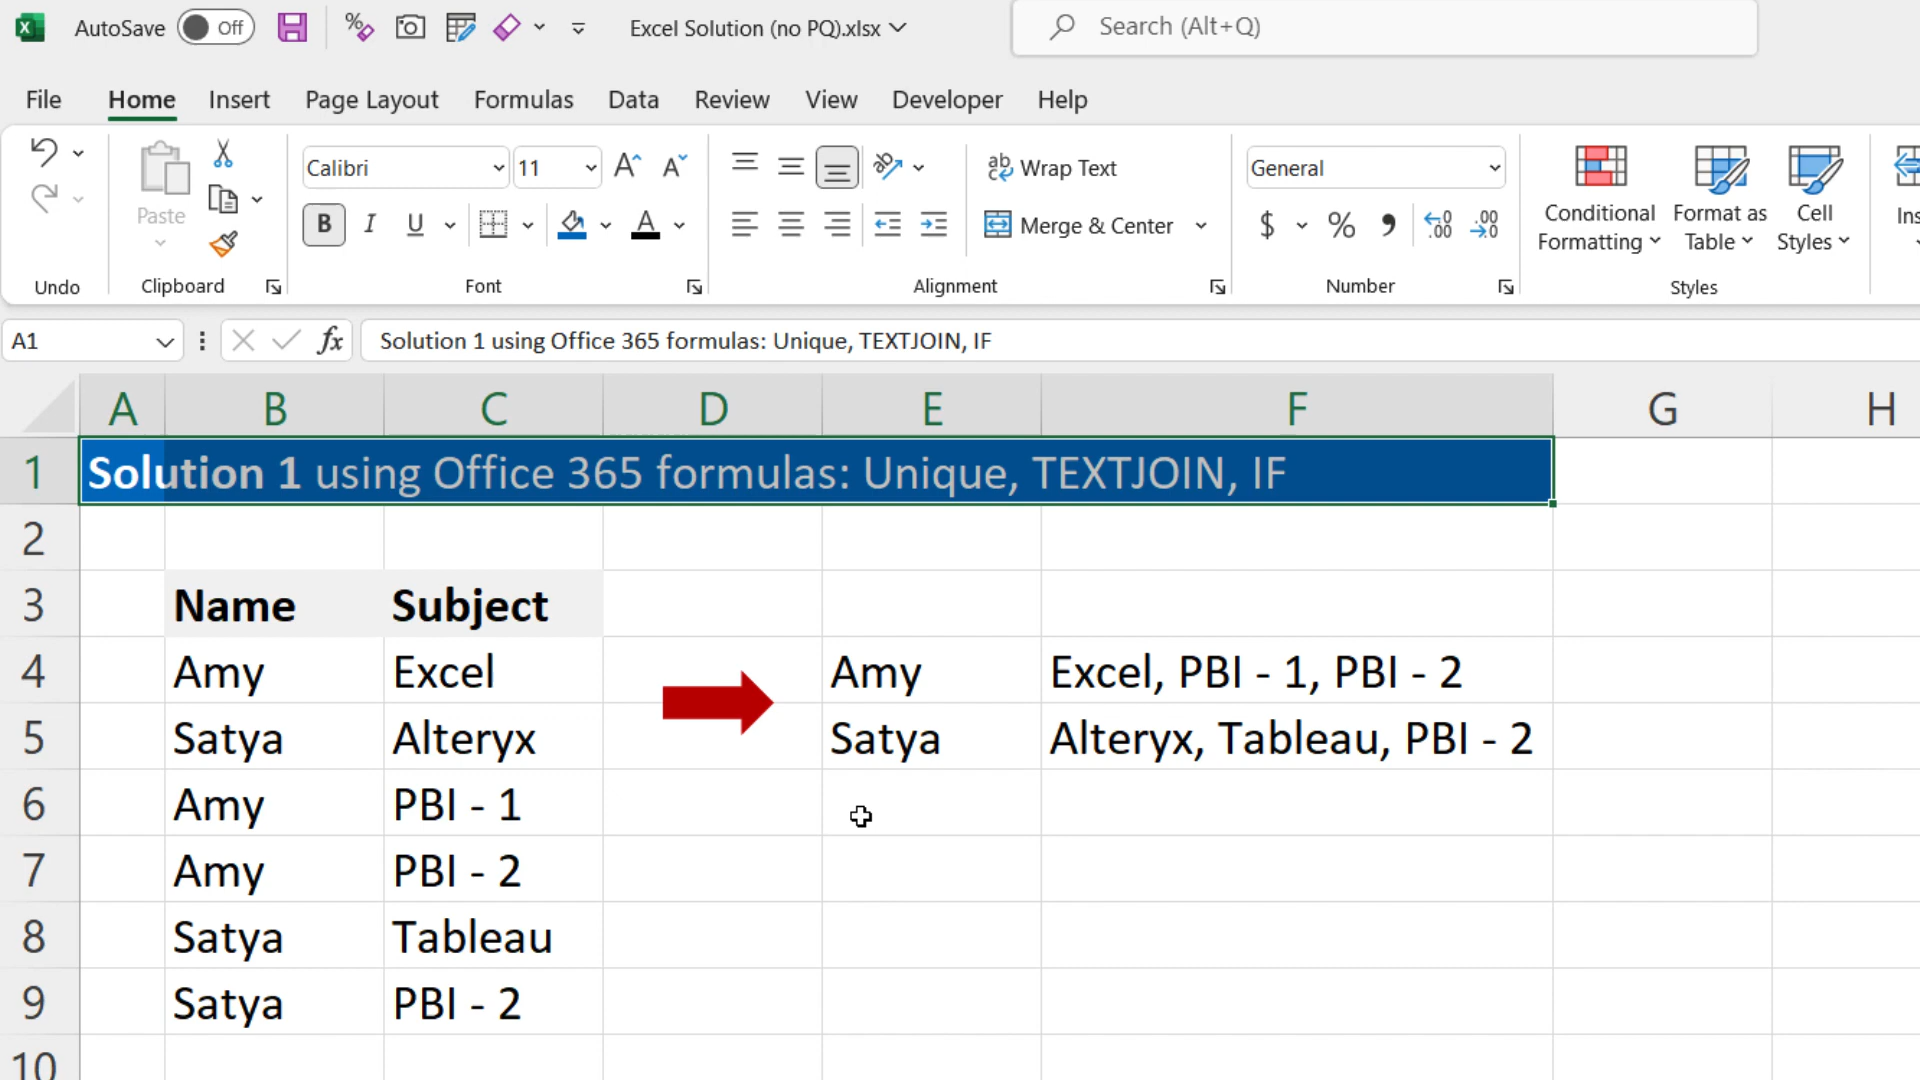 AutoSave Off Excel Solution (no PQ).xlsx Search (Alt+Q)
File Home Insert Page Layout Formulas Data Review View Developer Help
Paste
Calibri 11
B I U A
Wrap Text
Merge & Center
General
$ % , .00
Conditional Formatting
Format as Table
Cell Styles
Ins
Undo Clipboard Font Alignment Number Styles
A1 fx Solution 1 using Office 365 formulas: Unique, TEXTJOIN, IF
A B C D E F G H
1 Solution 1 using Office 365 formulas: Unique, TEXTJOIN, IF
2
3 Name Subject
4 Amy Excel Amy Excel, PBI - 1, PBI - 2
5 Satya Alteryx Satya Alteryx, Tableau, PBI - 2
6 Amy PBI - 1
7 Amy PBI - 2
8 Satya Tableau
9 Satya PBI - 2
10